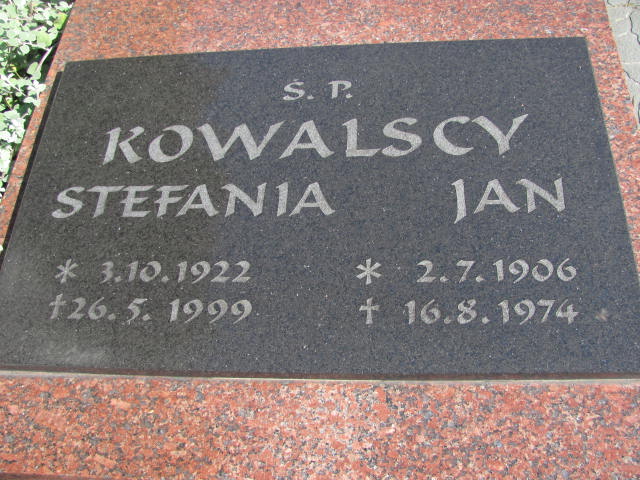 Ś. P.
KOWALSCY
STEFANIA JAN
* 3.10.1922 * 2.7.1906
† 26.5.1999 † 16.8.1974